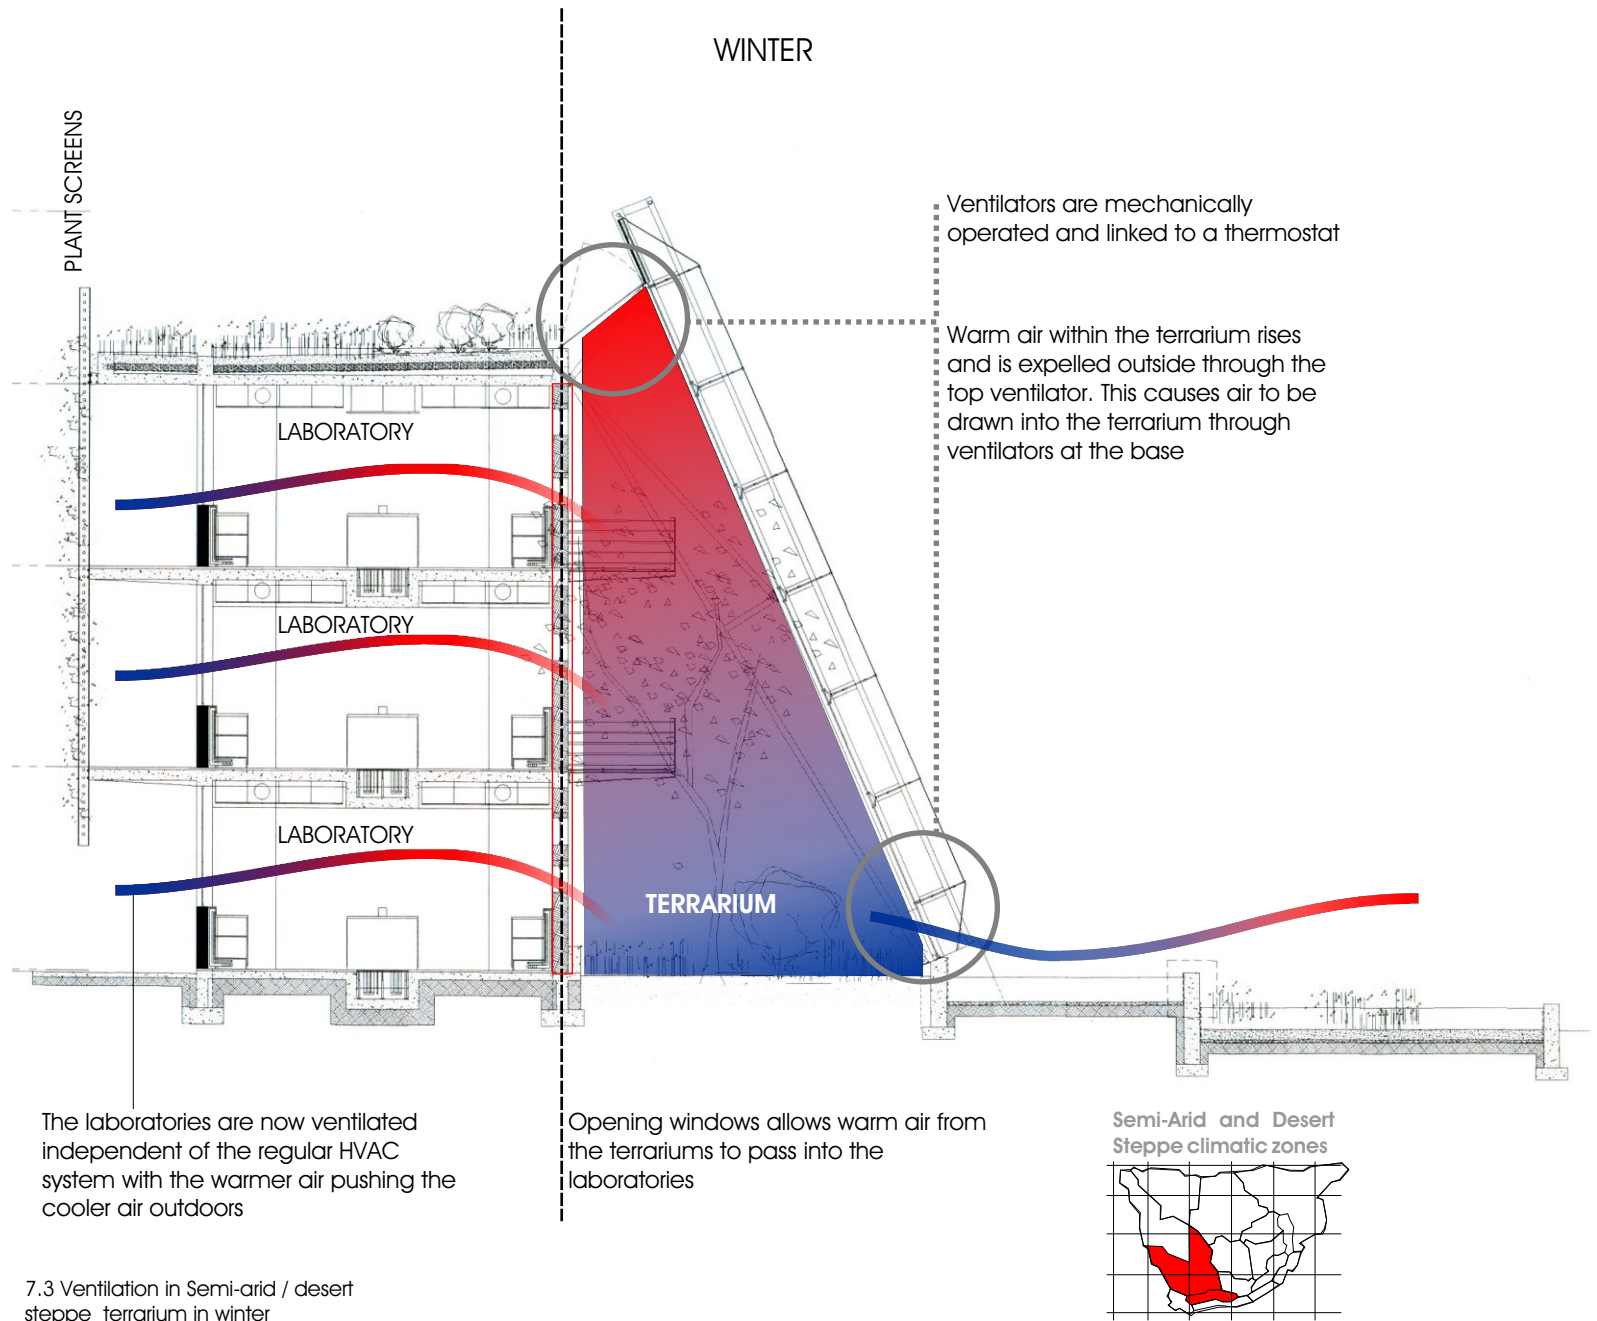 WINTER
PLANT SCREENS
Ventilators are mechanically
operated and linked to a thermostat
Warm air within the terrarium rises
and is expelled outside through the
top ventilator. This causes air to be
drawn into the terrarium through
ventilators at the base
LABORATORY
LABORATORY
LABORATORY
TERRARIUM
The laboratories are now ventilated
independent of the regular HVAC
system with the warmer air pushing the
cooler air outdoors
Opening windows allows warm air from
the terrariums to pass into the
laboratories
Semi-Arid and Desert
Steppe climatic zones
7.3 Ventilation in Semi-arid / desert
steppe terrarium in winter